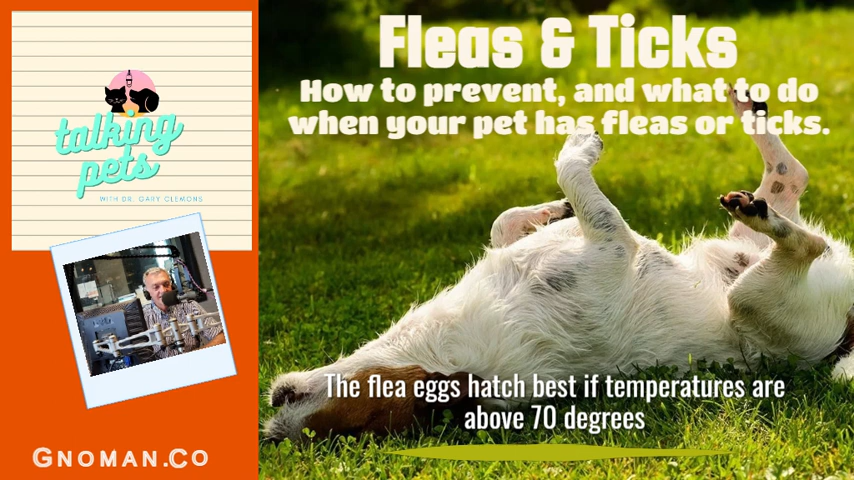 talking
pets
WITH DR. GARY CLEMONS
GNOMAN.CO
Fleas & Ticks
How to prevent, and what to do
when your pet has fleas or ticks.
The flea eggs hatch best if temperatures are
above 70 degrees